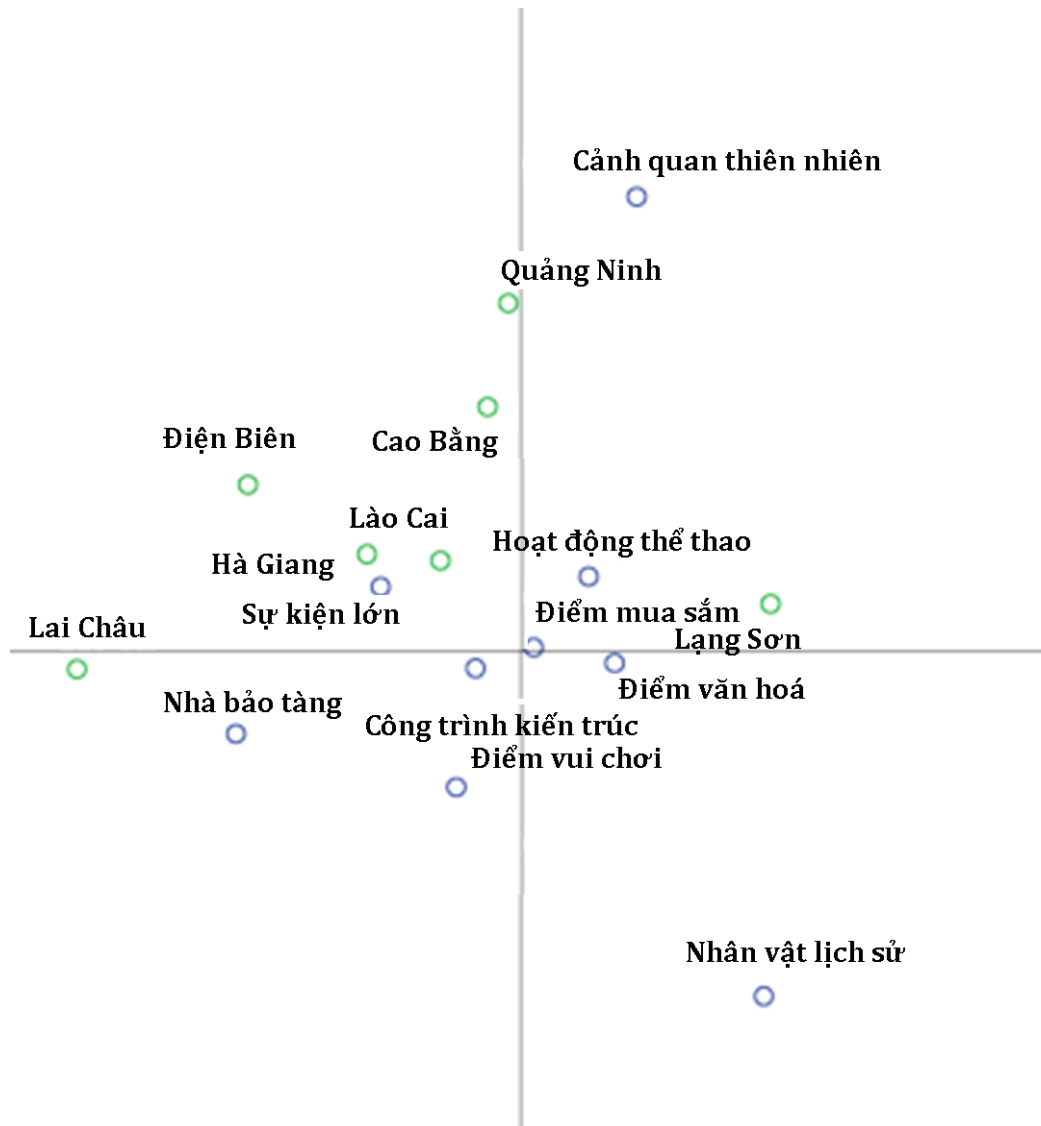 Cảnh quan thiên nhiên
Quảng Ninh
Điện Biên
Cao Bằng
Lào Cai
Hoạt động thể thao
Hà Giang
Sự kiện lớn
Điểm mua sắm
Lai Châu
Lạng Sơn
Điểm văn hoá
Nhà bảo tàng
Công trình kiến trúc
Điểm vui chơi
Nhân vật lịch sử